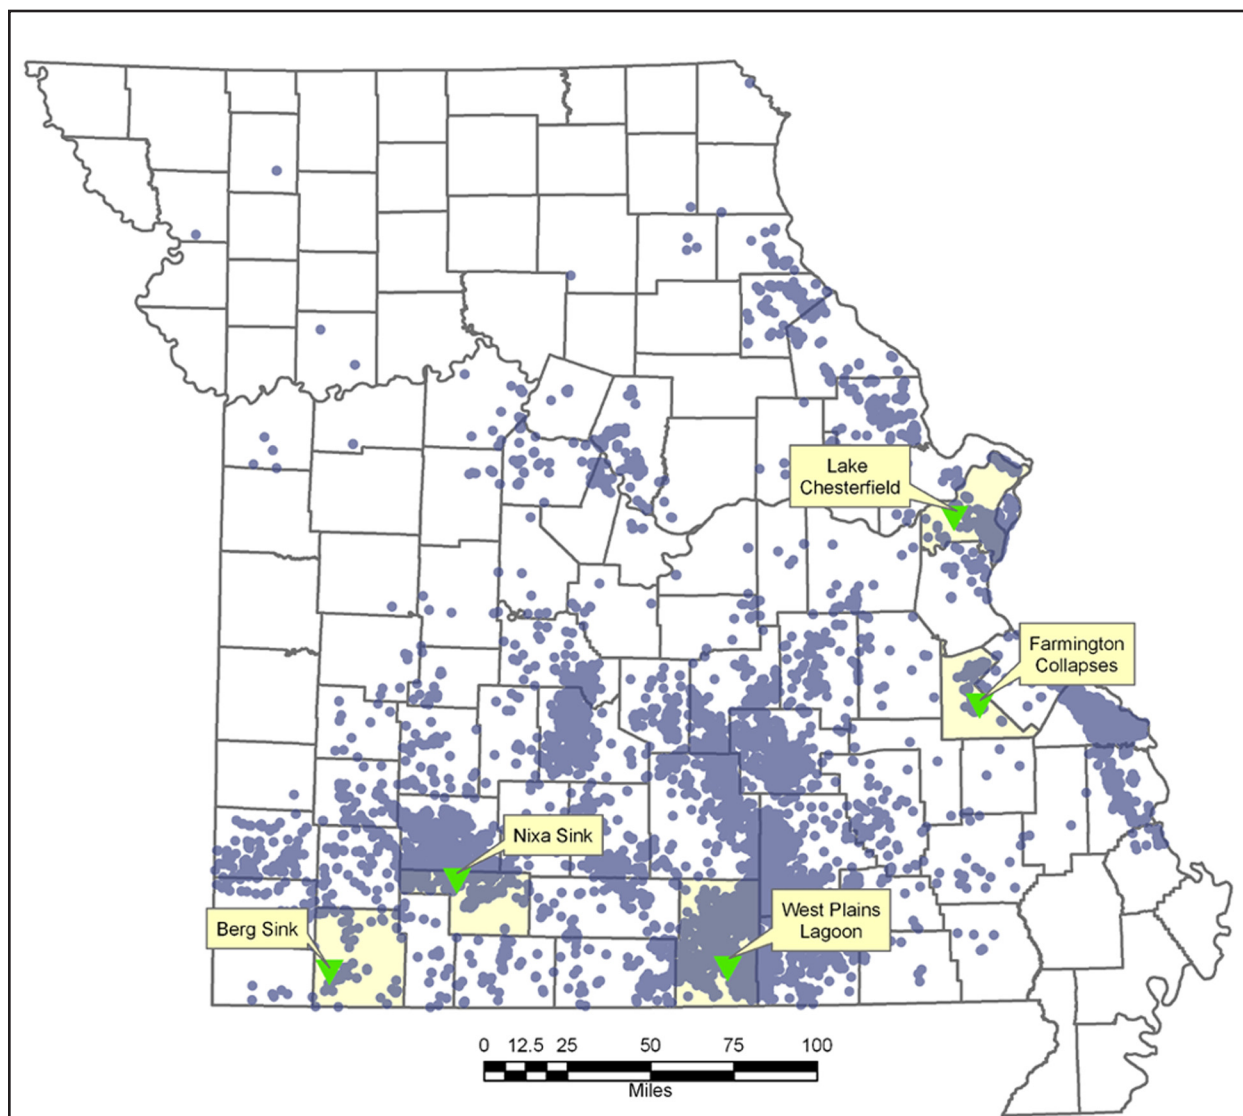 Lake
Chesterfield
Farmington
Collapses
Nixa Sink
West Plains
Lagoon
Berg Sink
0 12.5 25 50 75 100
Miles